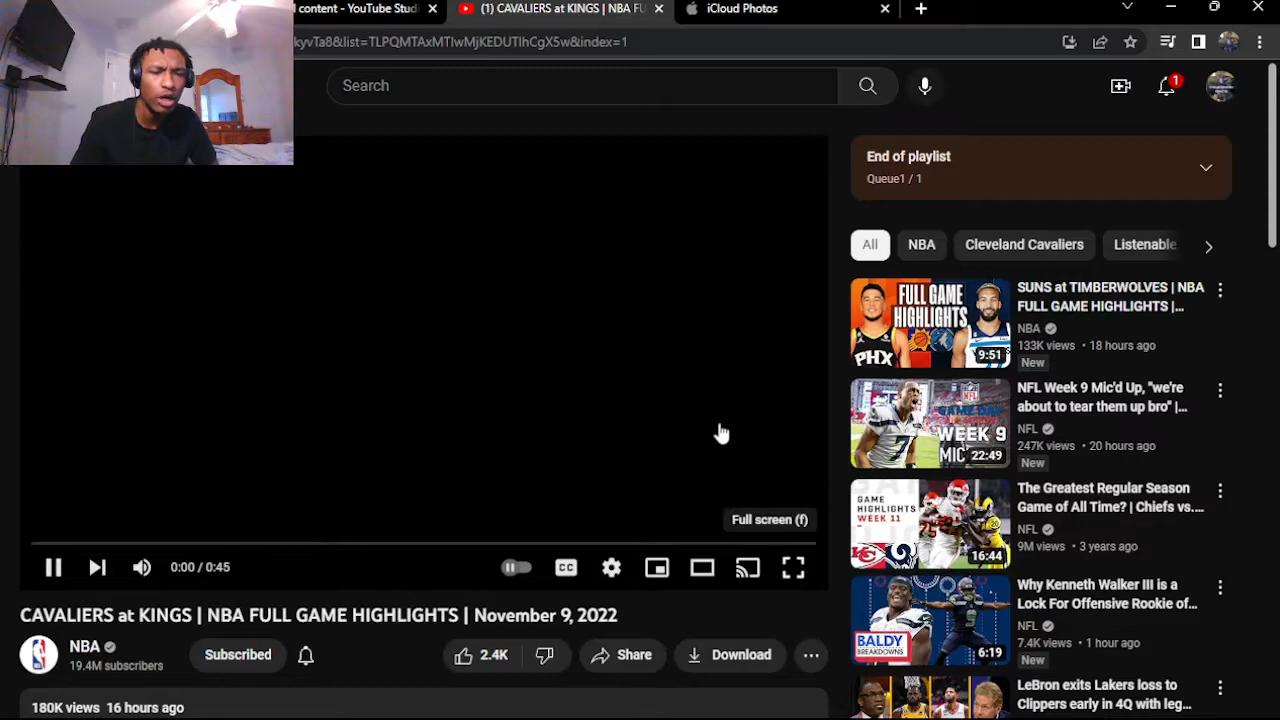 content - YouTube Studi
(1) CAVALIERS at KINGS | NBA FU
iCloud Photos
kyvTa8&list=TLPQMTAxMTIwMjKEDUTlhCgX5w&index=1
Search
1
End of playlist
Queue1 / 1
All
NBA
Cleveland Cavaliers
Listenable
FULL GAME
HIGHLIGHTS
PHX
9:51
SUNS at TIMBERWOLVES | NBA
FULL GAME HIGHLIGHTS |...
NBA
133K views • 18 hours ago
New
GAME DAY
WEEK 9
MIC
22:49
NFL Week 9 Mic'd Up, "we're
about to tear them up bro" |...
NFL
247K views • 20 hours ago
New
GAME
HIGHLIGHTS
WEEK 11
16:44
The Greatest Regular Season
Game of All Time? | Chiefs vs....
NFL
9M views • 3 years ago
BALDY
BREAKDOWNS
6:19
Why Kenneth Walker III is a
Lock For Offensive Rookie of...
NFL
7.4K views • 1 hour ago
New
LeBron exits Lakers loss to
Clippers early in 4Q with leg...
Full screen (f)
0:00 / 0:45
CC
CAVALIERS at KINGS | NBA FULL GAME HIGHLIGHTS | November 9, 2022
NBA
19.4M subscribers
Subscribed
2.4K
Share
Download
180K views 16 hours ago